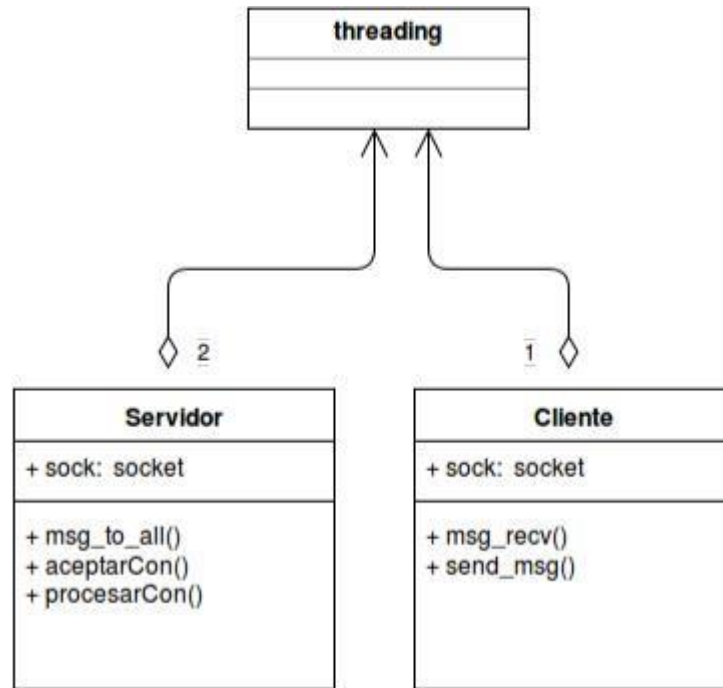 threading
2
1
Servidor
+ sock: socket
+ msg_to_all()
+ aceptarCon()
+ procesarCon()
Cliente
+ sock: socket
+ msg_recv()
+ send_msg()